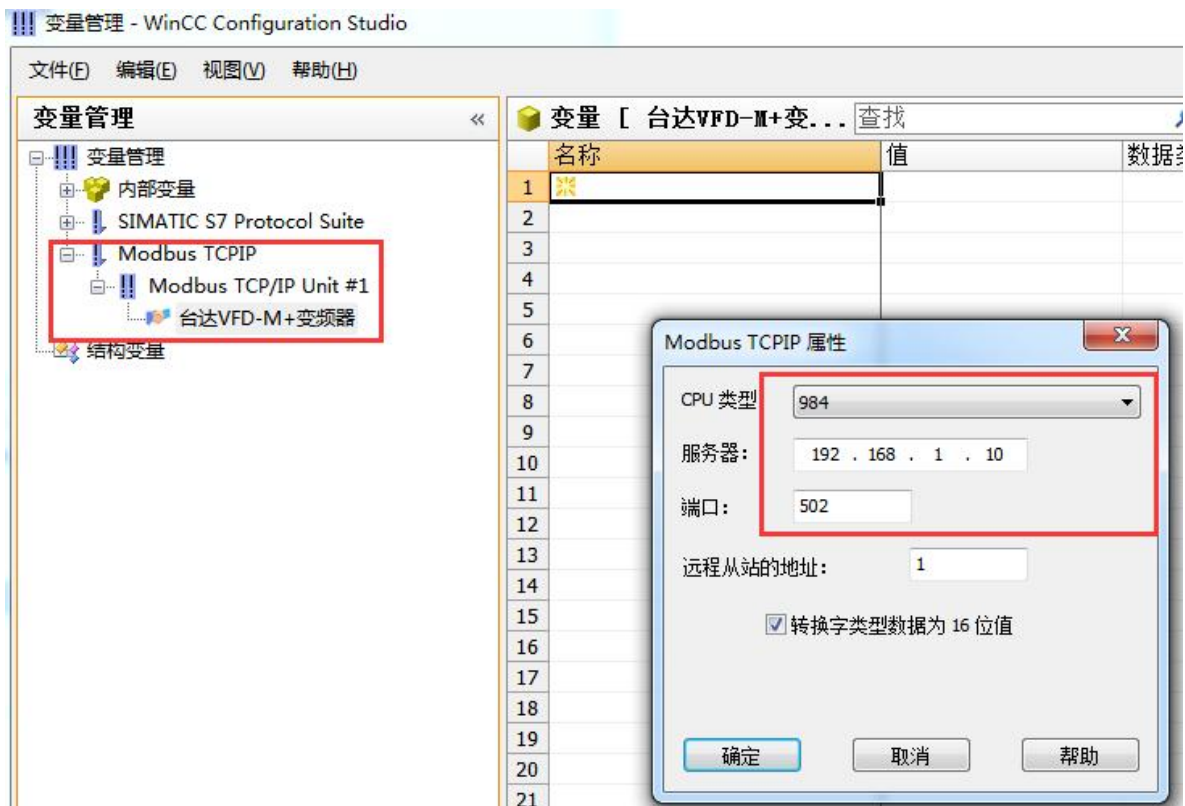 变量管理 - WinCC Configuration Studio
文件(F) 编辑(E) 视图(V) 帮助(H)
变量管理 «
变量管理
内部变量
SIMATIC S7 Protocol Suite
Modbus TCPIP
Modbus TCP/IP Unit #1
台达VFD-M+变频器
结构变量
变量 [ 台达VFD-M+变... 查找
名称 值 数据
1
2
3
4
5
6
7
8
9
10
11
12
13
14
15
16
17
18
19
20
21
Modbus TCPIP 属性
CPU 类型 984
服务器: 192 . 168 . 1 . 10
端口: 502
远程从站的地址: 1
转换字类型数据为 16 位值
确定 取消 帮助